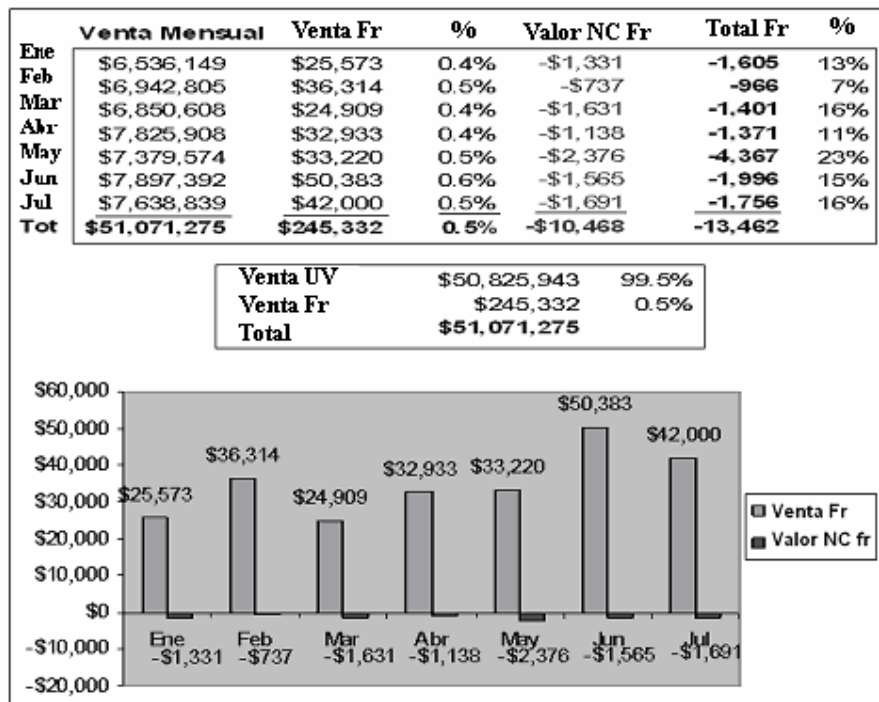 Venta Mensual Venta Fr % Valor NC Fr Total Fr %
Ene $6,536,149 $25,573 0.4% -$1,331 -1,605 13%
Feb $6,942,805 $36,314 0.5% -$737 -966 7%
Mar $6,850,608 $24,909 0.4% -$1,631 -1,401 16%
Abr $7,825,908 $32,933 0.4% -$1,138 -1,371 11%
May $7,379,574 $33,220 0.5% -$2,376 -4,367 23%
Jun $7,897,392 $50,383 0.6% -$1,565 -1,996 15%
Jul $7,638,839 $42,000 0.5% -$1,691 -1,756 16%
Tot $51,071,275 $245,332 0.5% -$10,468 -13,462
Venta UV $50,825,943 99.5%
Venta Fr $245,332 0.5%
Total $51,071,275
$60,000
$50,000
$40,000
$30,000
$20,000
$10,000
$0
-$10,000
-$20,000
$25,573
$36,314
$24,909
$32,933
$33,220
$50,383
$42,000
Ene Feb Mar Abr May Jun Jul
-$1,331 -$737 -$1,631 -$1,138 -$2,376 -$1,565 -$1,691
Venta Fr
Valor NC fr